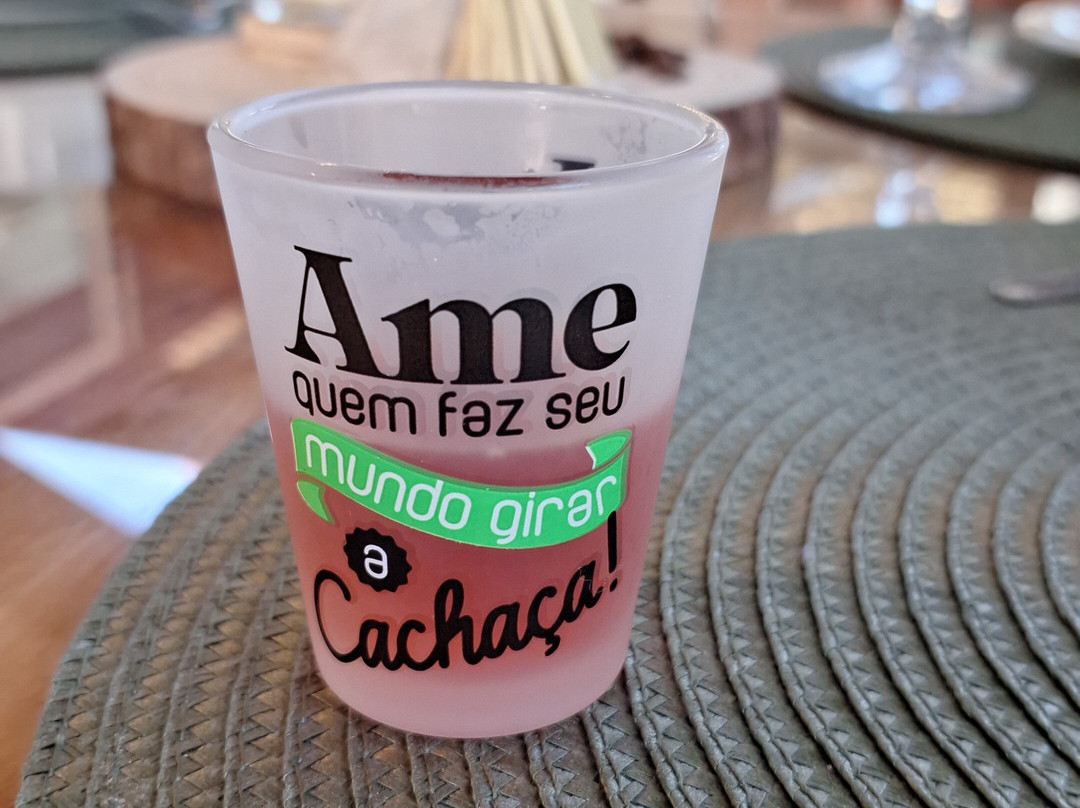 Ame
quem faz seu
mundo girar
a
Cachaça!